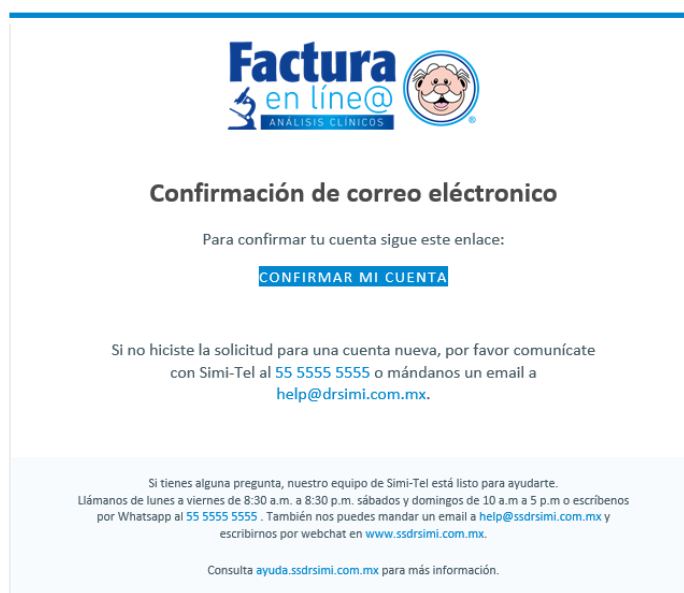 Factura
en líne@
ANÁLISIS CLÍNICOS
®
Confirmación de correo eléctronico
Para confirmar tu cuenta sigue este enlace:
CONFIRMAR MI CUENTA
Si no hiciste la solicitud para una cuenta nueva, por favor comunícate
con Simi-Tel al 55 5555 5555 o mándanos un email a
help@drsimi.com.mx.
Si tienes alguna pregunta, nuestro equipo de Simi-Tel está listo para ayudarte.
Llámanos de lunes a viernes de 8:30 a.m. a 8:30 p.m. sábados y domingos de 10 a.m a 5 p.m o escríbenos
por Whatsapp al 55 5555 5555 . También nos puedes mandar un email a help@ssdrsimi.com.mx y
escribirnos por webchat en www.ssdrsimi.com.mx.
Consulta ayuda.ssdrsimi.com.mx para más información.